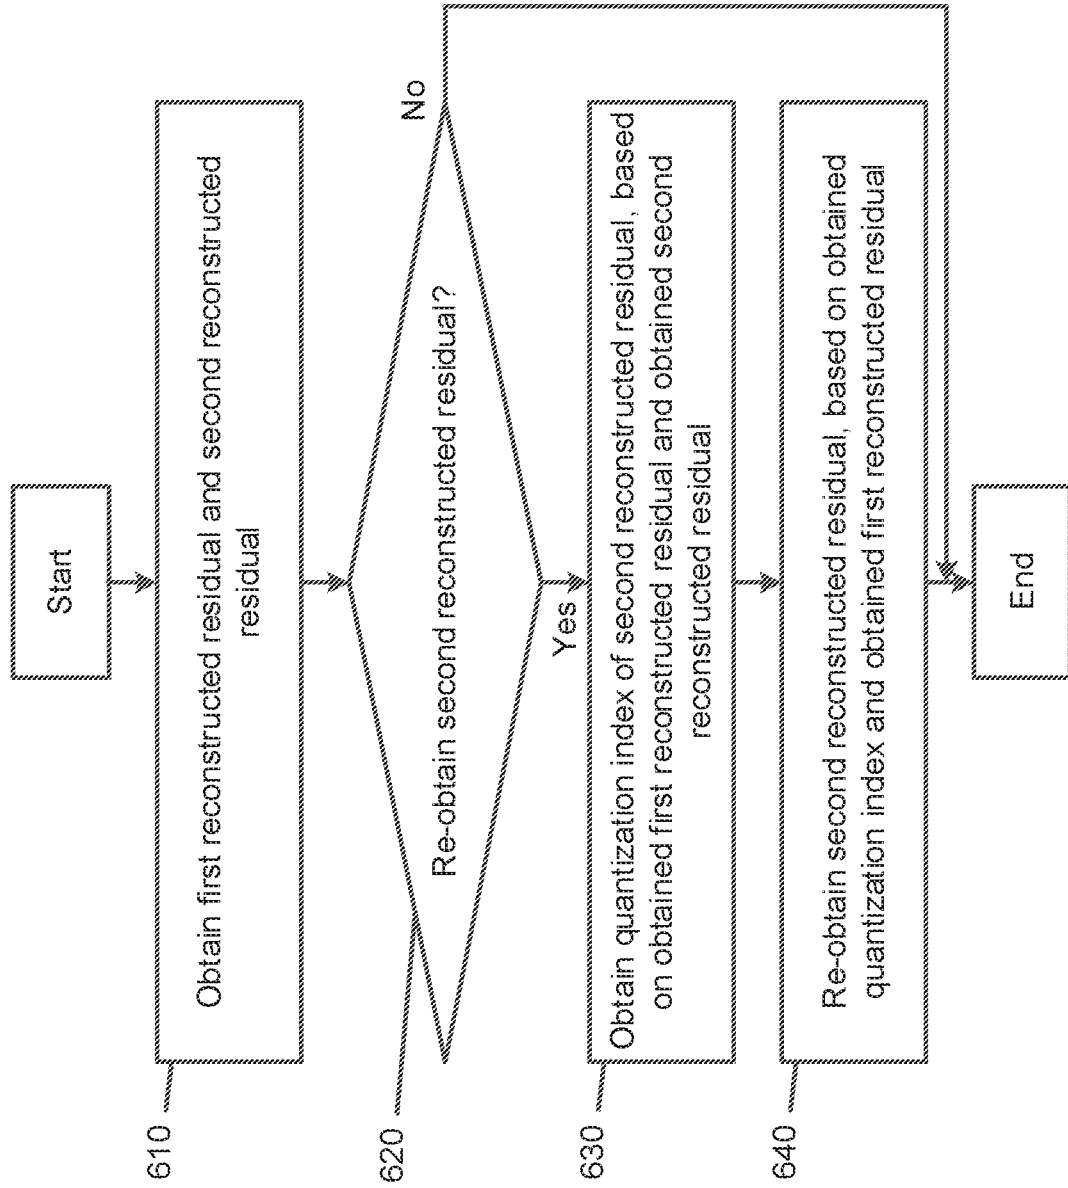 Start
610
Obtain first reconstructed residual and second reconstructed
residual
620
Re-obtain second reconstructed residual?
No
Yes
630
Obtain quantization index of second reconstructed residual, based
on obtained first reconstructed residual and obtained second
reconstructed residual
640
Re-obtain second reconstructed residual, based on obtained
quantization index and obtained first reconstructed residual
End